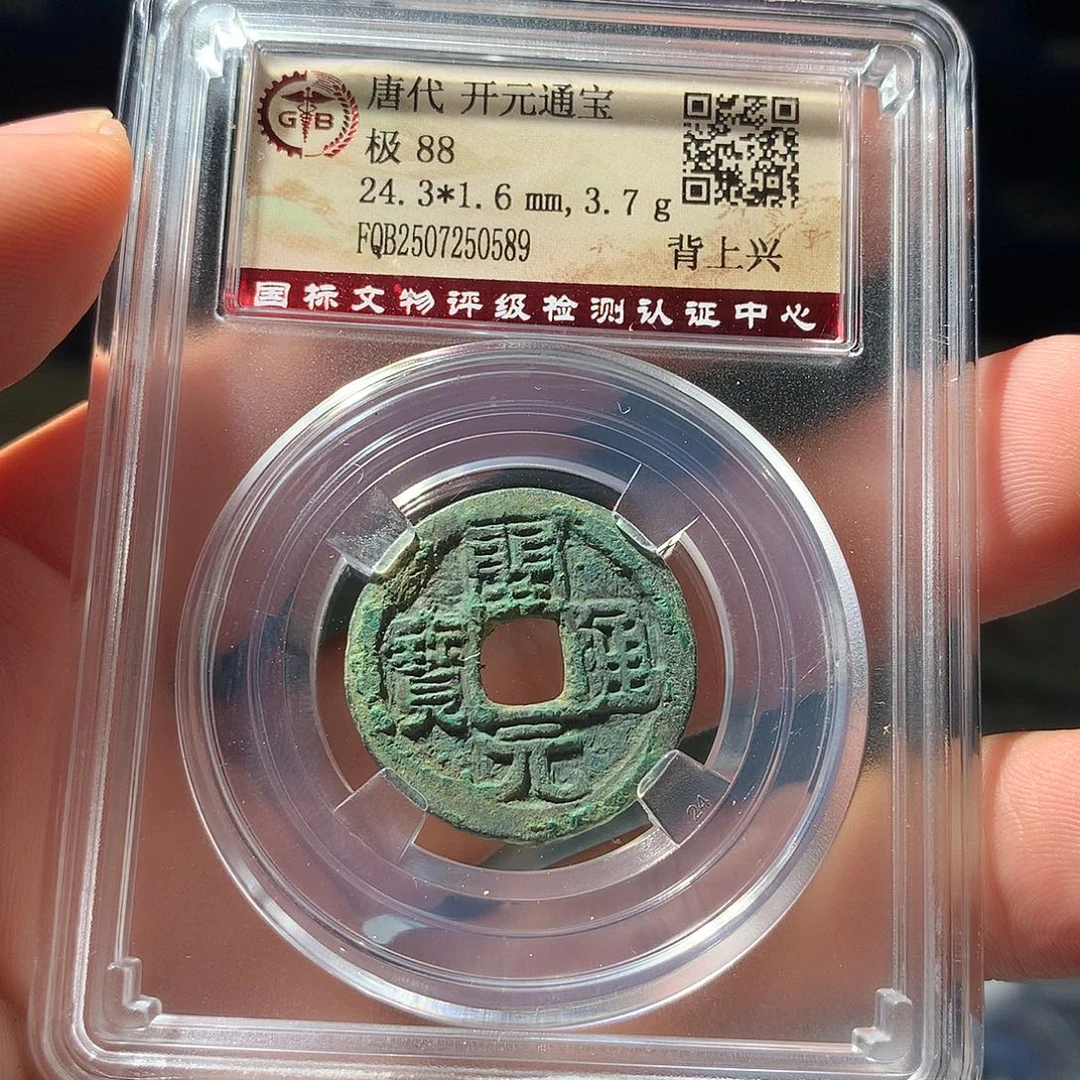 GB
唐代 开元通宝
极 88
24.3*1.6 mm,3.7 g
FQB2507250589 背上兴
国标文物评级检测认证中心
開
寶 通
元
24